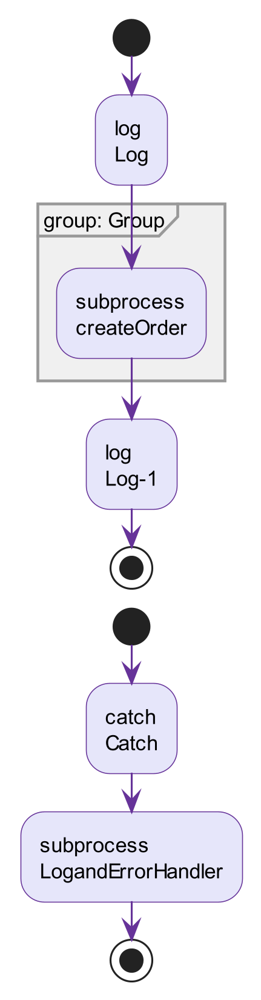 log
Log
group: Group
subprocess
createOrder
log
Log-1
catch
Catch
subprocess
LogandErrorHandler